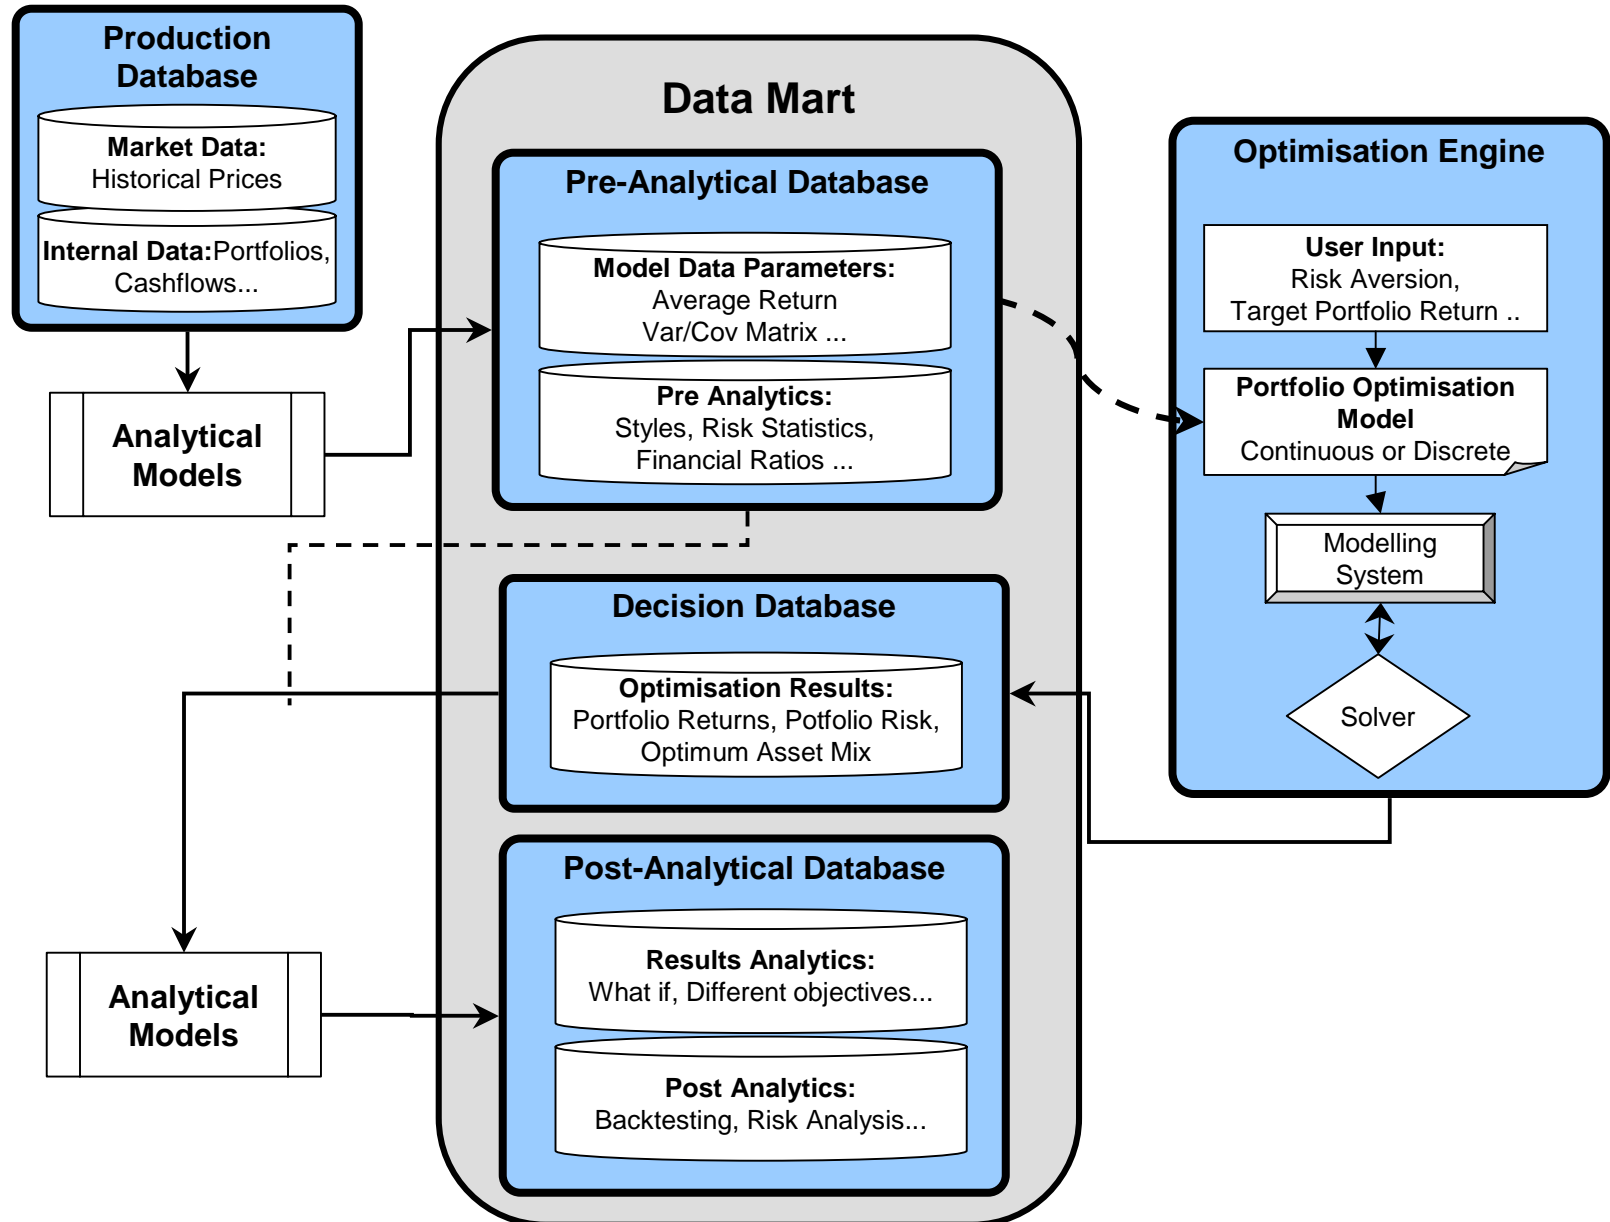 Production
Database
Market Data:
Historical Prices
Internal Data:Portfolios,
Cashflows...
Analytical
Models
Data Mart
Pre-Analytical Database
Model Data Parameters:
Average Return
Var/Cov Matrix ...
Pre Analytics:
Styles, Risk Statistics,
Financial Ratios ...
Optimisation Engine
User Input:
Risk Aversion,
Target Portfolio Return ..
Portfolio Optimisation
Model
Continuous or Discrete
Modelling
System
Solver
Decision Database
Optimisation Results:
Portfolio Returns, Potfolio Risk,
Optimum Asset Mix
Analytical
Models
Post-Analytical Database
Results Analytics:
What if, Different objectives...
Post Analytics:
Backtesting, Risk Analysis...